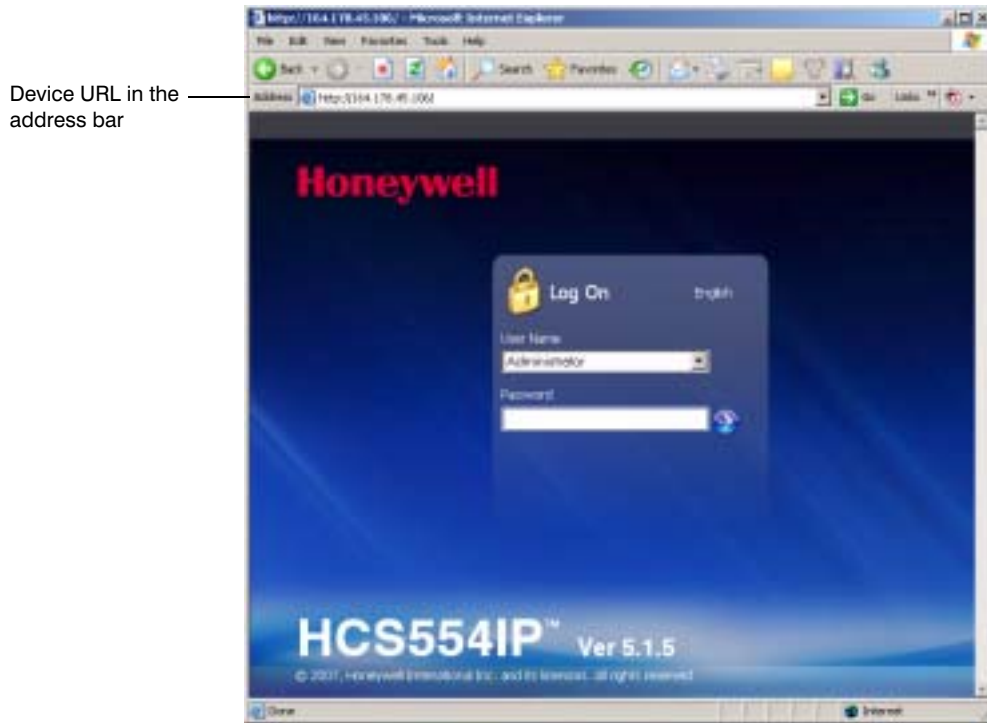 http://164.178.45.106/ - Microsoft Internet Explorer
File Edit View Favorites Tools Help
Back Search Favorites
Device URL in the
address bar
Address http://164.178.45.106/ Go Links »
Honeywell
Log On English
User Name
Administrator
Password
HCS554IP™ Ver 5.1.5
© 2007, Honeywell International Inc. and its licensors. all rights reserved
Done Internet